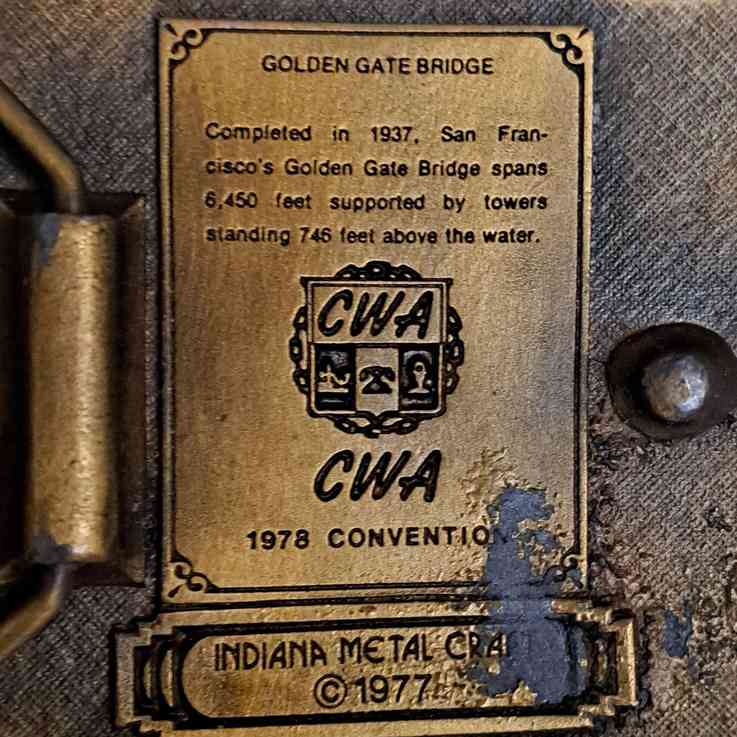 GOLDEN GATE BRIDGE
Completed in 1937, San Fran-
cisco's Golden Gate Bridge spans
6,450 feet supported by towers
standing 746 feet above the water.
CWA
CWA
1978 CONVENTIO
INDIANA METAL CRA
©1977